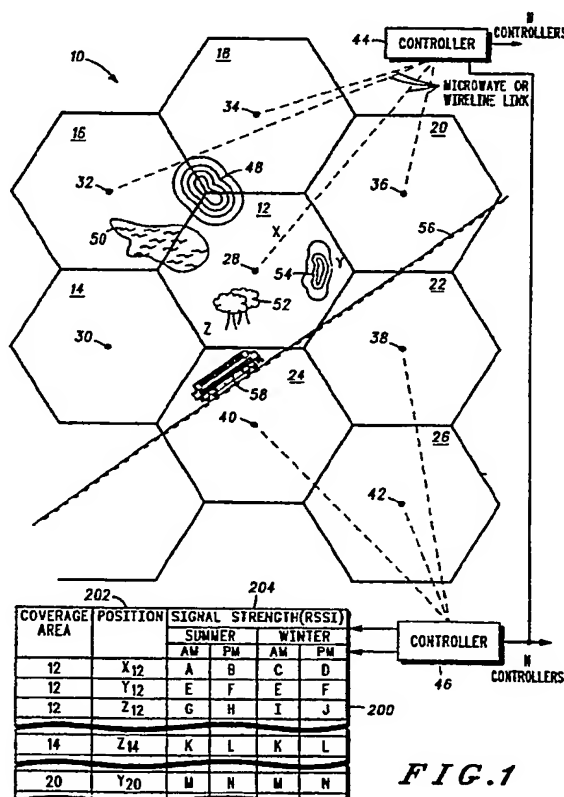 44
CONTROLLER
N
CONTROLLERS
MICROWAVE OR
WIRELINE LINK
10
18
34
16
48
20
32
12
36
50
X
56
28
54
Y
14
52
22
Z
30
38
58
24
40
26
42
202
204
COVERAGE AREA POSITION SIGNAL STRENGTH(RSSI)
SUMMER WINTER
AM PM AM PM
12 X12 A B C D
12 Y12 E F E F
12 Z12 G H I J
14 Z14 K L K L
20 Y20 M N M N
200
CONTROLLER
46
N
CONTROLLERS
FIG.1